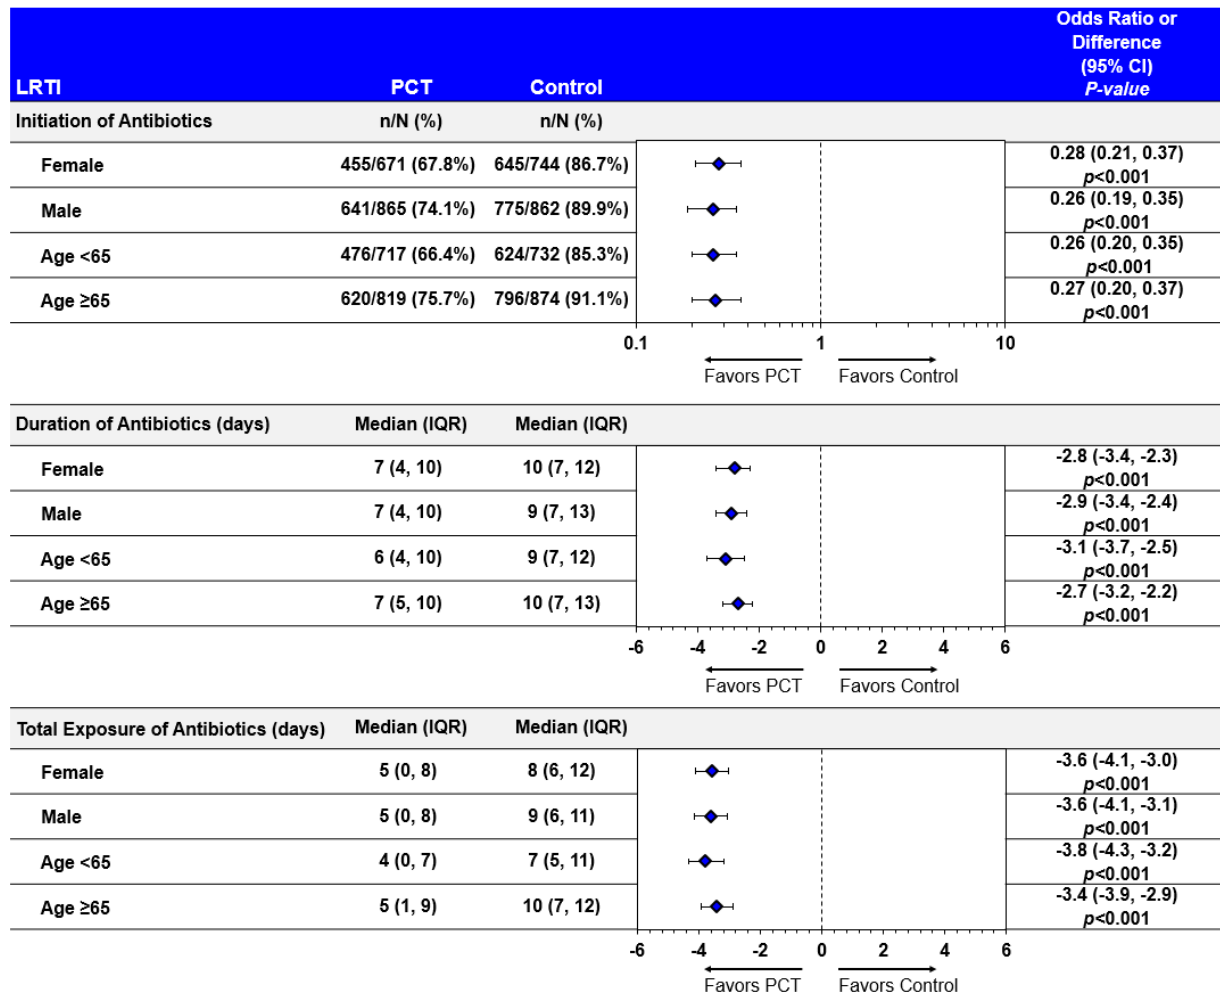 Odds Ratio or
Difference
(95% CI)
LRTI PCT Control P-value
Initiation of Antibiotics n/N (%) n/N (%)
Female 455/671 (67.8%) 645/744 (86.7%) 0.28 (0.21, 0.37)
p<0.001
Male 641/865 (74.1%) 775/862 (89.9%) 0.26 (0.19, 0.35)
p<0.001
Age <65 476/717 (66.4%) 624/732 (85.3%) 0.26 (0.20, 0.35)
p<0.001
Age ≥65 620/819 (75.7%) 796/874 (91.1%) 0.27 (0.20, 0.37)
p<0.001
0.1 1 10
Favors PCT Favors Control
Duration of Antibiotics (days) Median (IQR) Median (IQR)
Female 7 (4, 10) 10 (7, 12) -2.8 (-3.4, -2.3)
p<0.001
Male 7 (4, 10) 9 (7, 13) -2.9 (-3.4, -2.4)
p<0.001
Age <65 6 (4, 10) 9 (7, 12) -3.1 (-3.7, -2.5)
p<0.001
Age ≥65 7 (5, 10) 10 (7, 13) -2.7 (-3.2, -2.2)
p<0.001
-6 -4 -2 0 2 4 6
Favors PCT Favors Control
Total Exposure of Antibiotics (days) Median (IQR) Median (IQR)
Female 5 (0, 8) 8 (6, 12) -3.6 (-4.1, -3.0)
p<0.001
Male 5 (0, 8) 9 (6, 11) -3.6 (-4.1, -3.1)
p<0.001
Age <65 4 (0, 7) 7 (5, 11) -3.8 (-4.3, -3.2)
p<0.001
Age ≥65 5 (1, 9) 10 (7, 12) -3.4 (-3.9, -2.9)
p<0.001
-6 -4 -2 0 2 4 6
Favors PCT Favors Control